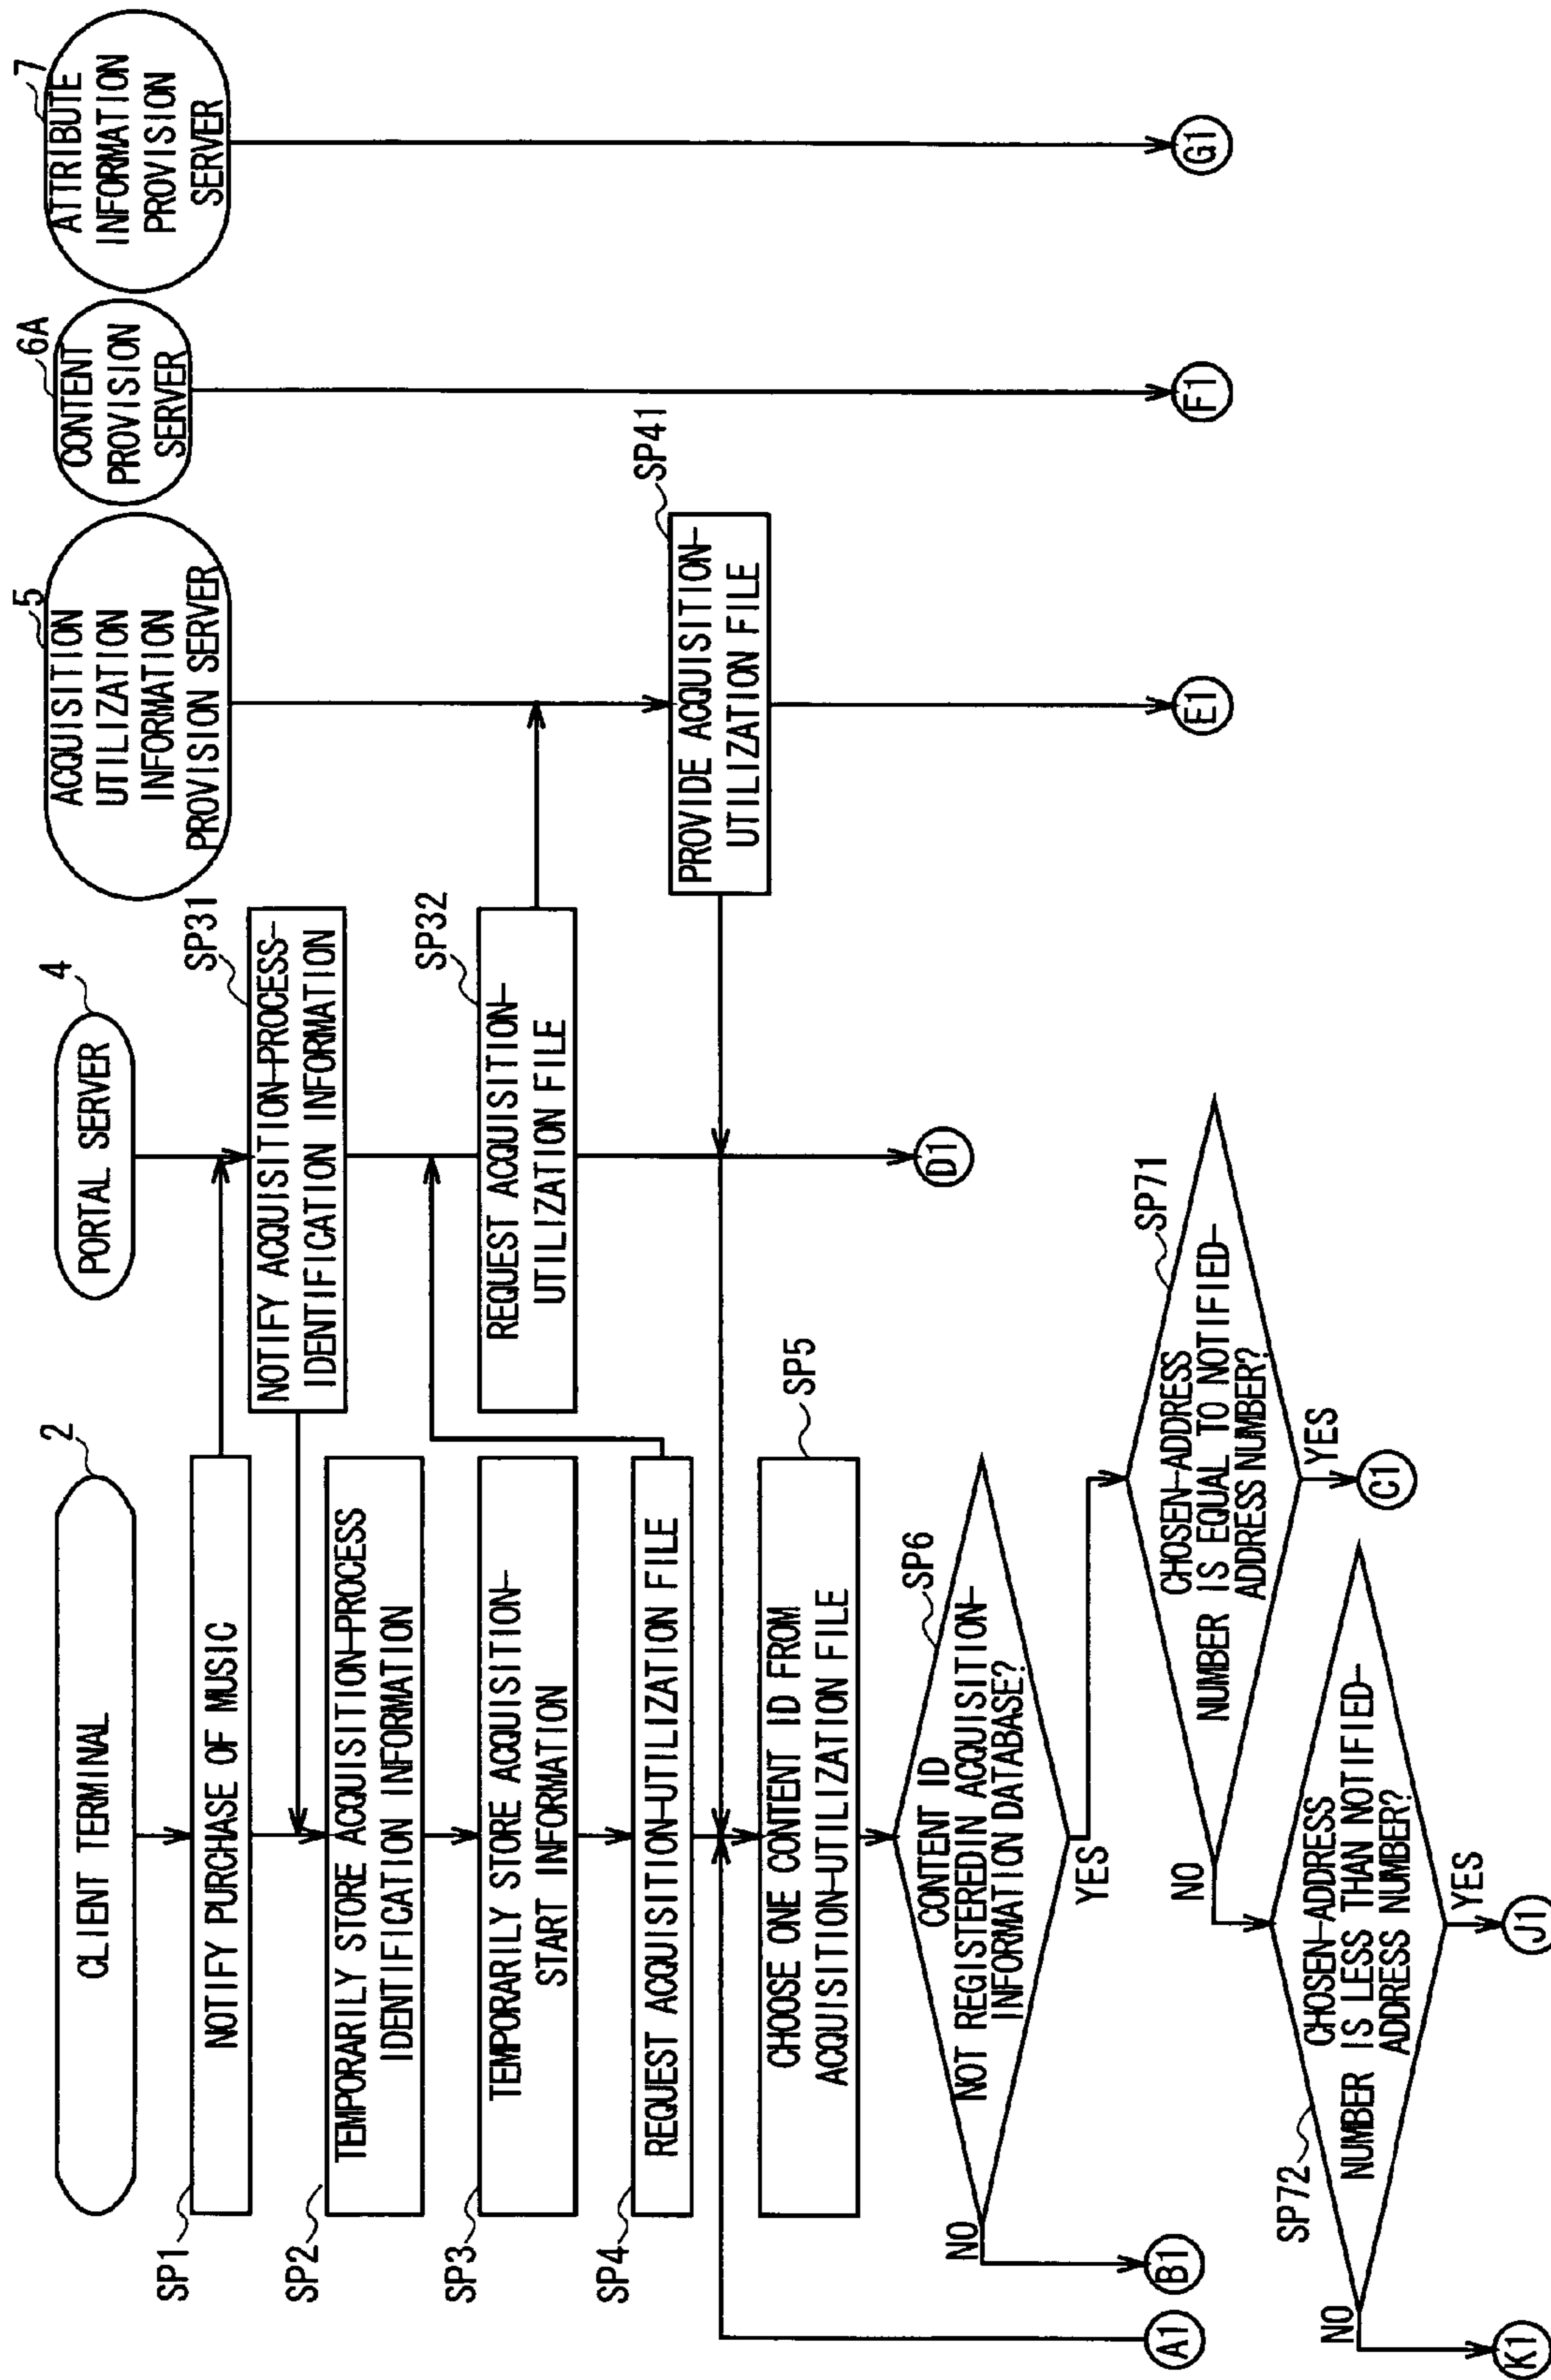 CLIENT TERMINAL
2
PORTAL SERVER
4
ACQUISITION
UTILIZATION
INFORMATION
PROVISION SERVER
5
CONTENT
PROVISION
SERVER
6A
ATTRIBUTE
INFORMATION
PROVISION
SERVER
7
SP1
NOTIFY PURCHASE OF MUSIC
SP31
NOTIFY ACQUISITION-PROCESS-
IDENTIFICATION INFORMATION
SP2
TEMPORARILY STORE ACQUISITION-PROCESS
IDENTIFICATION INFORMATION
SP3
TEMPORARILY STORE ACQUISITION-
START INFORMATION
SP32
REQUEST ACQUISITION-
UTILIZATION FILE
SP4
REQUEST ACQUISITION-UTILIZATION FILE
SP41
PROVIDE ACQUISITION-
UTILIZATION FILE
SP5
CHOOSE ONE CONTENT ID FROM
ACQUISITION-UTILIZATION FILE
SP6
CONTENT ID
NOT REGISTERED IN ACQUISITION-
INFORMATION DATABASE?
NO
YES
D1
SP71
CHOSEN-ADDRESS
NUMBER IS EQUAL TO NOTIFIED-
ADDRESS NUMBER?
NO
YES
A1
B1
E1
F1
G1
SP72
CHOSEN-ADDRESS
NUMBER IS LESS THAN NOTIFIED-
ADDRESS NUMBER?
NO
YES
C1
K1
J1